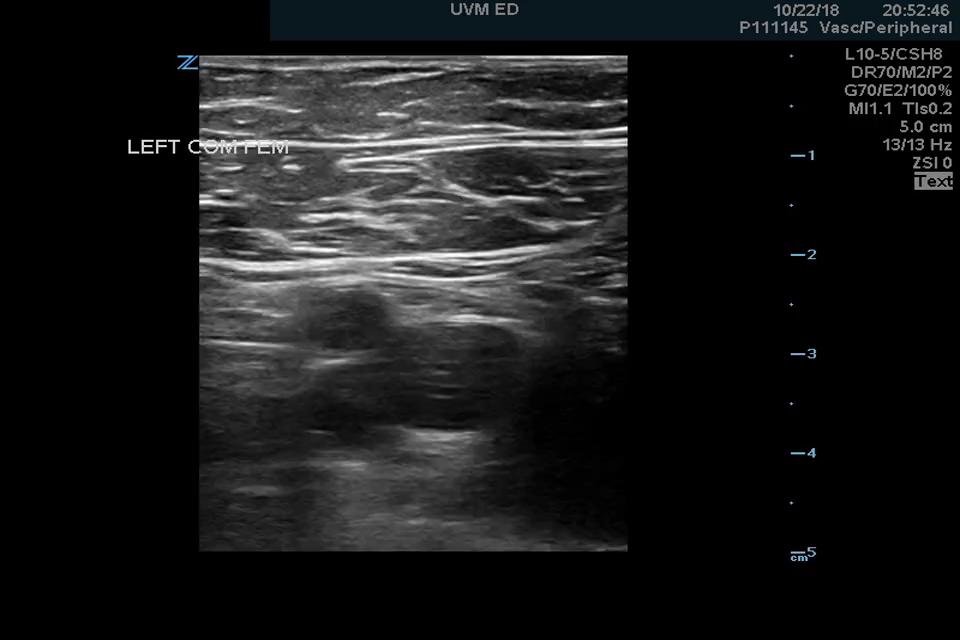 UVM ED
10/22/18 20:52:46
P111145 Vasc/Peripheral
L10-5/CSH8
DR70/M2/P2
G70/E2/100%
MI1.1 TIs0.2
5.0 cm
13/13 Hz
ZSI 0
Text
Z
LEFT COM FEM
1
2
3
4
5
cm